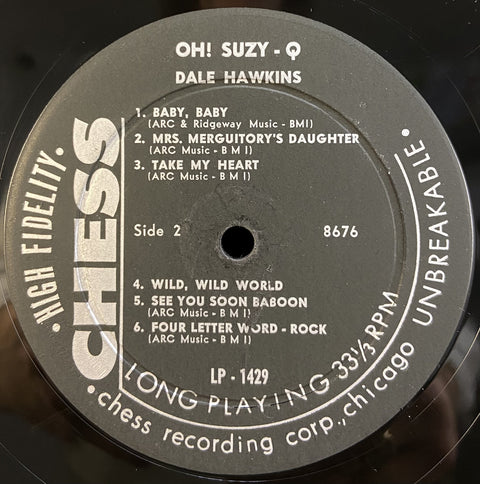 OH! SUZY - Q
DALE HAWKINS
1. BABY, BABY
(ARC & Ridgeway Music - BMI)
2. MRS. MERGUITORY'S DAUGHTER
(ARC Music - B M I)
3. TAKE MY HEART
(ARC Music - B M I)
Side 2
8676
4. WILD, WILD WORLD
5. SEE YOU SOON BABOON
(ARC Music - B M I)
6. FOUR LETTER WORD - ROCK
(ARC Music - B M I)
LP - 1429
• HIGH FIDELITY •
CHESS
LONG PLAYING 33⅓ RPM
• chess recording corp., chicago UNBREAKABLE •